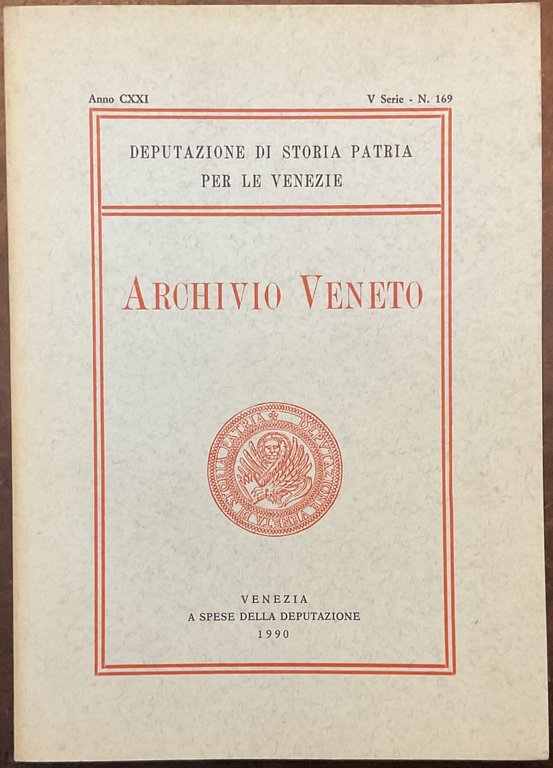 Anno CXXI
V Serie - N. 169
DEPUTAZIONE DI STORIA PATRIA
PER LE VENEZIE
ARCHIVIO VENETO
VENEZIA
A SPESE DELLA DEPUTAZIONE
1990